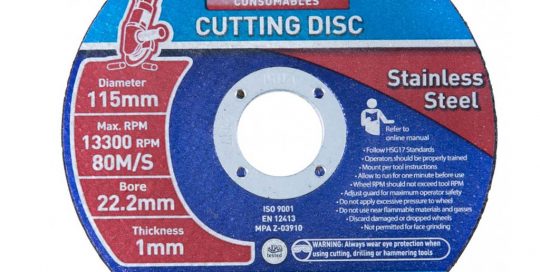 CONSUMABLES
CUTTING DISC
Diameter
115mm
Max. RPM
13300 RPM
80M/S
Bore
22.2mm
Thickness
1mm
Stainless
Steel
Refer to
online manual
• Follow HSG17 Standards
• Operators should be properly trained
• Mount per tool instructions
• Allow to run for one minute before use
• Wheel RPM should not exceed tool RPM
• Adjust guard for maximum operator safety
• Do not apply excessive pressure to wheel
• Do not use near flammable materials and gasses
• Discard damaged or dropped wheels
• Not permitted for face grinding
ISO 9001
EN 12413
MPA Z-03910
tested
WARNING: Always wear eye protection when
using cutting, drilling or hammering tools